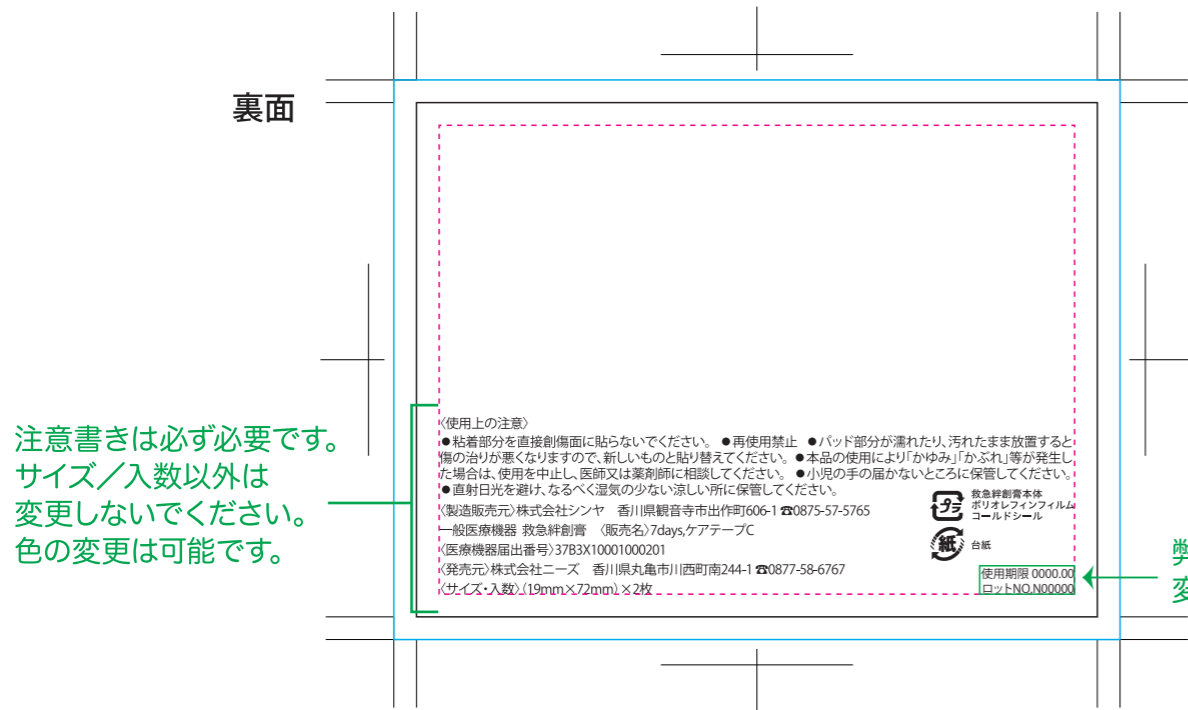 裏面
注意書きは必ず必要です。
サイズ／入数以外は
変更しないでください。
色の変更は可能です。
〈使用上の注意〉
●粘着部分を直接創傷面に貼らないでください。 ●再使用禁止 ●パッド部分が濡れたり、汚れたまま放置すると
傷の治りが悪くなりますので、新しいものと貼り替えてください。 ●本品の使用により「かゆみ」「かぶれ」等が発生し
た場合は、使用を中止し、医師又は薬剤師に相談してください。 ●小児の手の届かないところに保管してください。
●直射日光を避け、なるべく湿気の少ない涼しい所に保管してください。
〈製造販売元〉株式会社シンヤ 香川県観音寺市出作町606-1 ☎0875-57-5765
一般医療機器 救急絆創膏 〈販売名〉7days,ケアテープC
〈医療機器届出番号〉37B3X10001000201
〈発売元〉株式会社ニーズ 香川県丸亀市川西町南244-1 ☎0877-58-6767
〈サイズ・入数〉(19mm×72mm)×2枚
プラ
救急絆創膏本体
ポリオレフィンフィルム
コールドシール
紙
台紙
使用期限 0000.00
ロットNO.N00000
弊
変